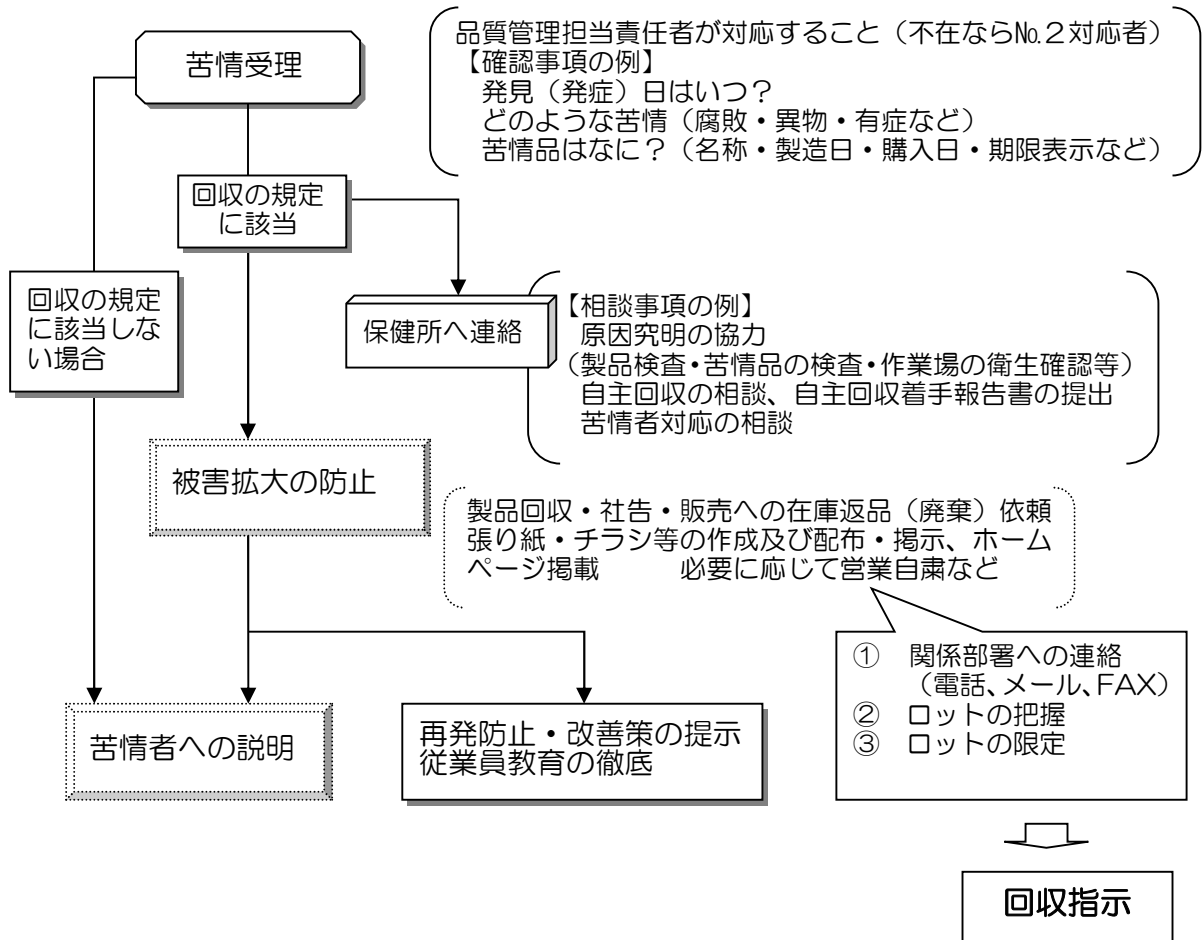 苦情受理
品質管理担当責任者が対応すること（不在なら№２対応者）
【確認事項の例】
発見（発症）日はいつ？
どのような苦情（腐敗・異物・有症など）
苦情品はなに？（名称・製造日・購入日・期限表示など）
回収の規定
に該当
回収の規定
に該当しな
い場合
保健所へ連絡
【相談事項の例】
原因究明の協力
（製品検査・苦情品の検査・作業場の衛生確認等）
自主回収の相談、自主回収着手報告書の提出
苦情者対応の相談
被害拡大の防止
製品回収・社告・販売への在庫返品（廃棄）依頼
張り紙・チラシ等の作成及び配布・掲示、ホーム
ページ掲載　　　必要に応じて営業自粛など
①　関係部署への連絡
（電話、メール、FAX）
②　ロットの把握
③　ロットの限定
苦情者への説明
再発防止・改善策の提示
従業員教育の徹底
回収指示